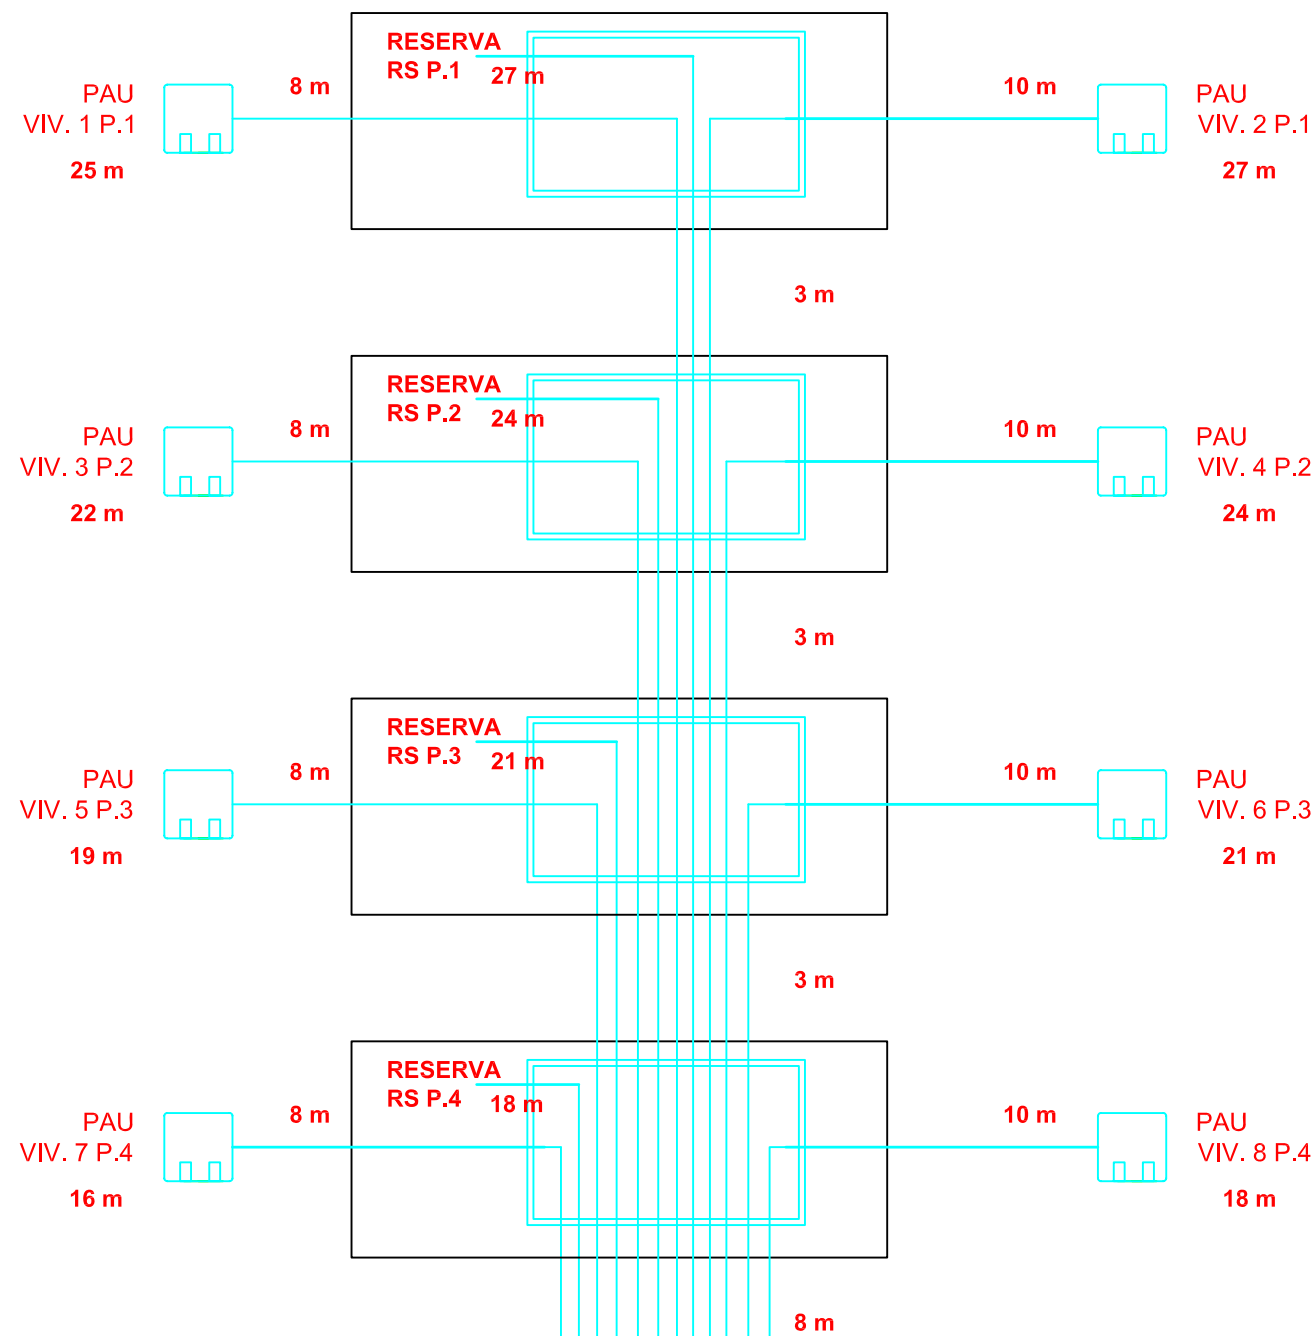 RESERVA
RS P.1
27 m
8 m
10 m
PAU
VIV. 1 P.1
25 m
PAU
VIV. 2 P.1
27 m
3 m
RESERVA
RS P.2
24 m
8 m
10 m
PAU
VIV. 3 P.2
22 m
PAU
VIV. 4 P.2
24 m
3 m
RESERVA
RS P.3
21 m
8 m
10 m
PAU
VIV. 5 P.3
19 m
PAU
VIV. 6 P.3
21 m
3 m
RESERVA
RS P.4
18 m
8 m
10 m
PAU
VIV. 7 P.4
16 m
PAU
VIV. 8 P.4
18 m
8 m